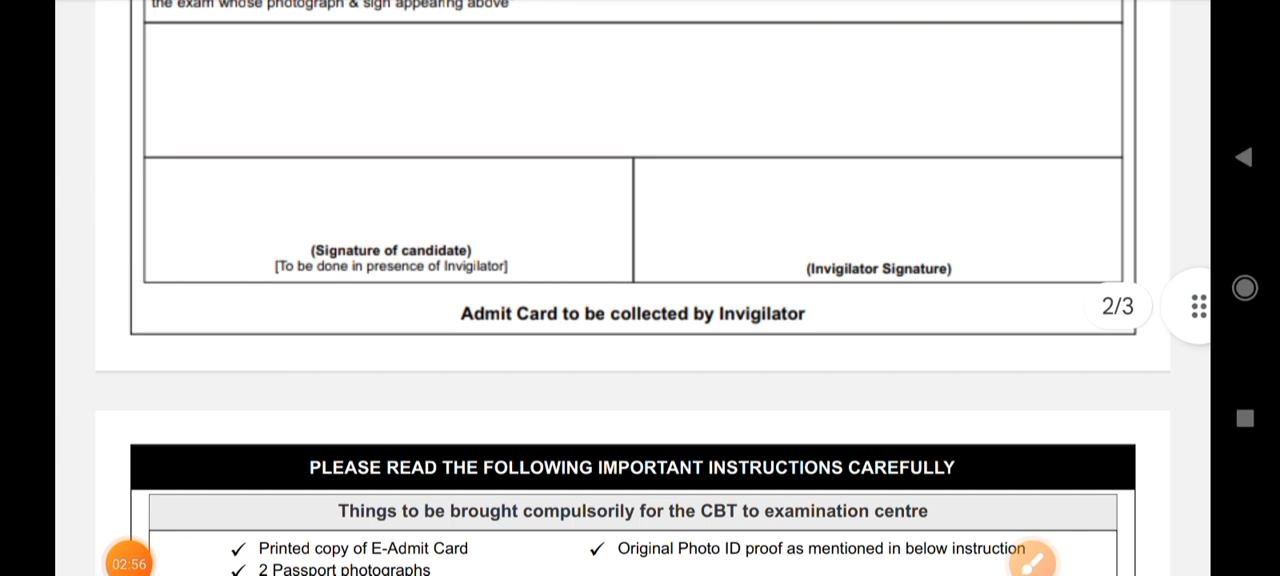 the exam whose photograph & sign appearing above
(Signature of candidate)
[To be done in presence of Invigilator]
(Invigilator Signature)
Admit Card to be collected by Invigilator
2/3
PLEASE READ THE FOLLOWING IMPORTANT INSTRUCTIONS CAREFULLY
Things to be brought compulsorily for the CBT to examination centre
✓ Printed copy of E-Admit Card
✓ Original Photo ID proof as mentioned in below instruction
✓ 2 Passport photographs
02:56